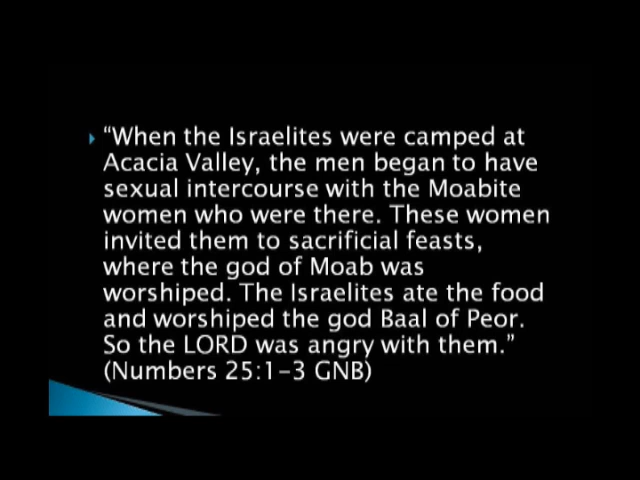 “When the Israelites were camped at
Acacia Valley, the men began to have
sexual intercourse with the Moabite
women who were there. These women
invited them to sacrificial feasts,
where the god of Moab was
worshiped. The Israelites ate the food
and worshiped the god Baal of Peor.
So the LORD was angry with them.”
(Numbers 25:1-3 GNB)